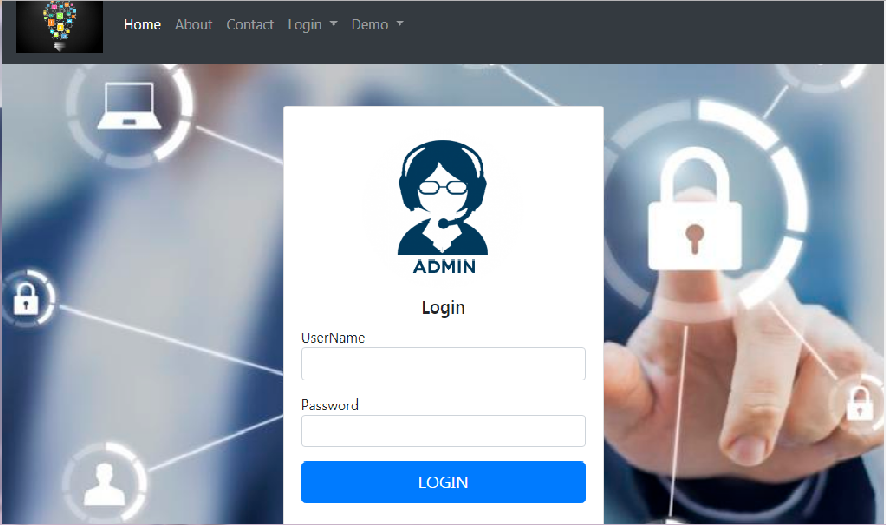 Home About Contact Login Demo
ADMIN
Login
UserName
Password
LOGIN